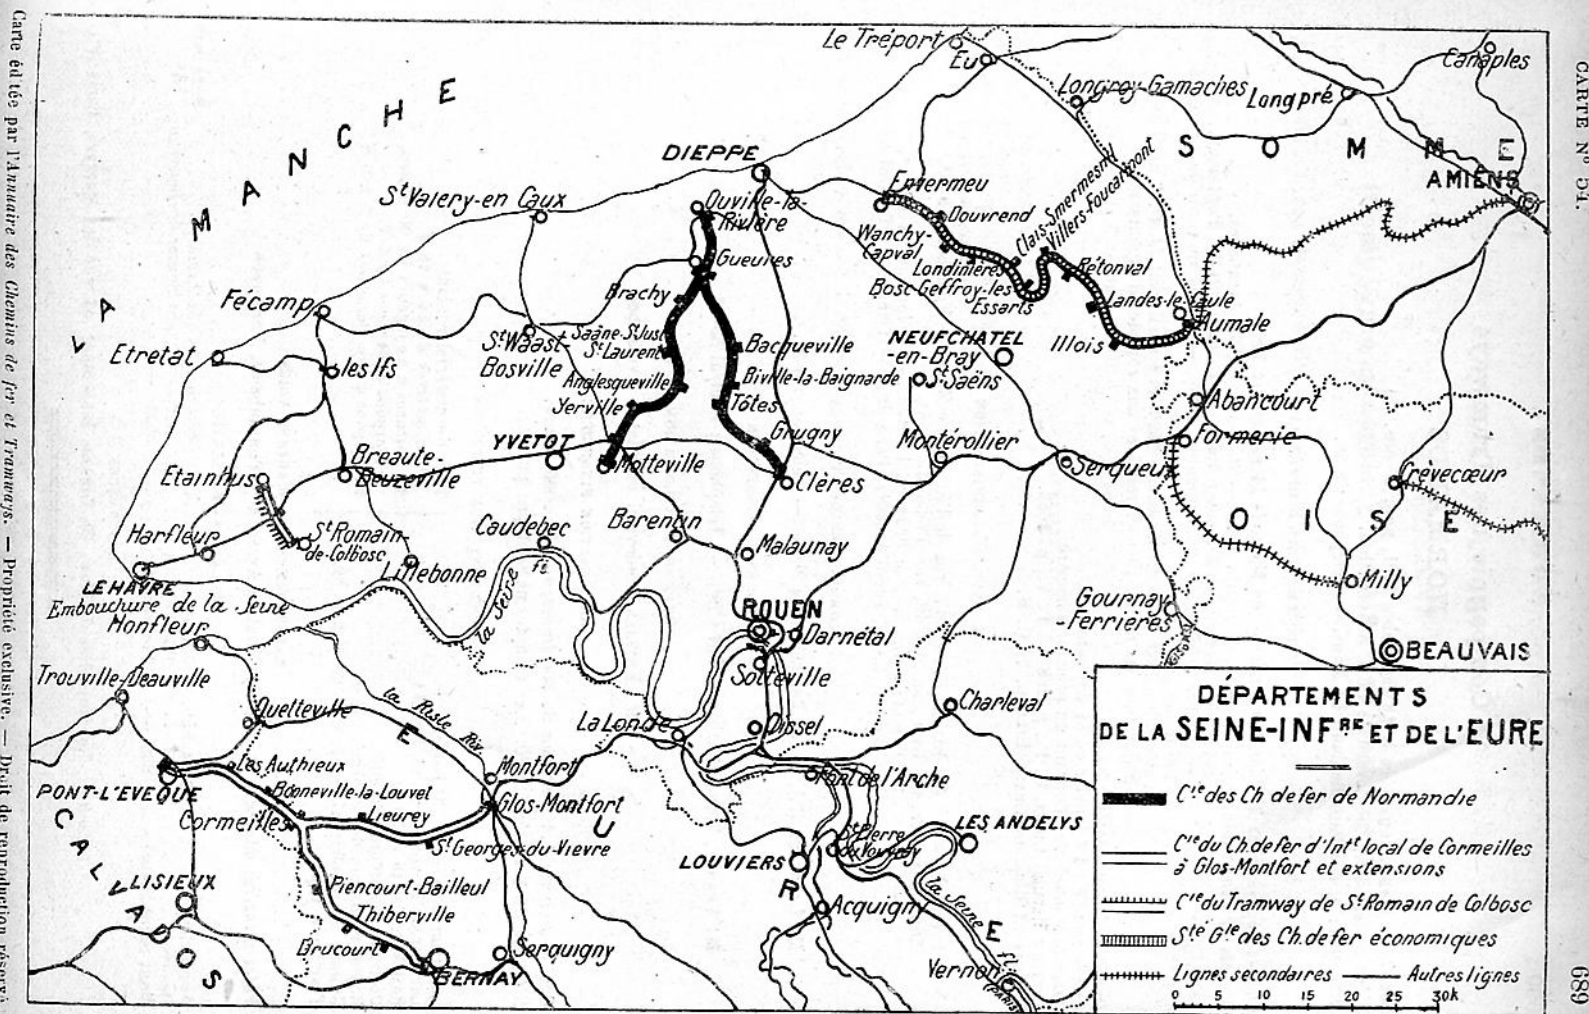 CARTE Nº 54.
689
Carte éditée par l'Annuaire des Chemins de fer et Tramways. — Propriété exclusive. — Droit de reproduction réservé
LA MANCHE
Le Tréport
Eu
Canaples
Longroy-Gamaches
Longpré
SOMME
AMIENS
DIEPPE
St Valery-en Caux
Ouville-la-
Rivière
Envermeu
Douvrend
Clais-Smermesnil
Villers-Foucarmont
Wanchy-
Capval
Londinières
Bosc-Geffroy-les
Essarts
Rétonval
Landes-le-Caule
Aumale
Illois
Gueures
Brachy
Fécamp
Etretat
les Ifs
St Waast
Bosville
Saâne-St Just
St Laurent
Anglesqueville
Yerville
Bacqueville
Biville-la-Baignarde
Tôtes
Grugny
NEUFCHATEL
-en-Bray
St Saëns
Abancourt
Formerie
YVETOT
Motteville
Clères
Montérollier
Serqueux
Crèvecœur
Breaute-
Beuzeville
Etainhus
St Romain-
de-Colbosc
Harfleur
Caudebec
Barentin
Malaunay
OISE
Milly
LE HAVRE
Lillebonne
la Seine
fl.
Embouchure de la Seine
Honfleur
ROUEN
Darnétal
Sotteville
Gournay
-Ferrières
BEAUVAIS
Trouville-Deauville
Quetteville
la Risle Riv.
La Londe
Oissel
Charleval
Pont de l'Arche
Montfort
Glos-Montfort
Les Authieux
Bonneville-la-Louvet
PONT-L'EVEQUE
Cormeilles
Lieurey
St Georges-du-Vievre
EURE
LOUVIERS
St Pierre
du Vauvray
LES ANDELYS
CALVADOS
LISIEUX
Piencourt-Bailleul
Thiberville
Drucourt
BERNAY
Serquigny
Acquigny
la Seine fl.
Vernon
(PARIS)
DÉPARTEMENTS
DE LA SEINE-INFRE ET DE L'EURE
Cie des Ch de fer de Normandie
Cie du Ch. de fer d'Int local de Cormeilles
à Glos-Montfort et extensions
Cie du Tramway de St Romain de Colbosc
Sté Gle des Ch. de fer économiques
Lignes secondaires
Autres lignes
0 5 10 15 20 25 30k